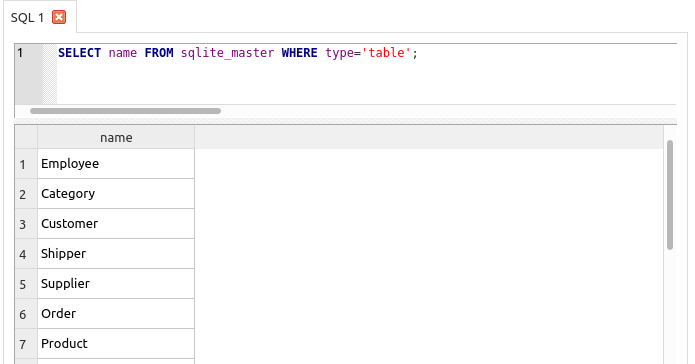 SQL 1
1 SELECT name FROM sqlite_master WHERE type='table';
name
1 Employee
2 Category
3 Customer
4 Shipper
5 Supplier
6 Order
7 Product